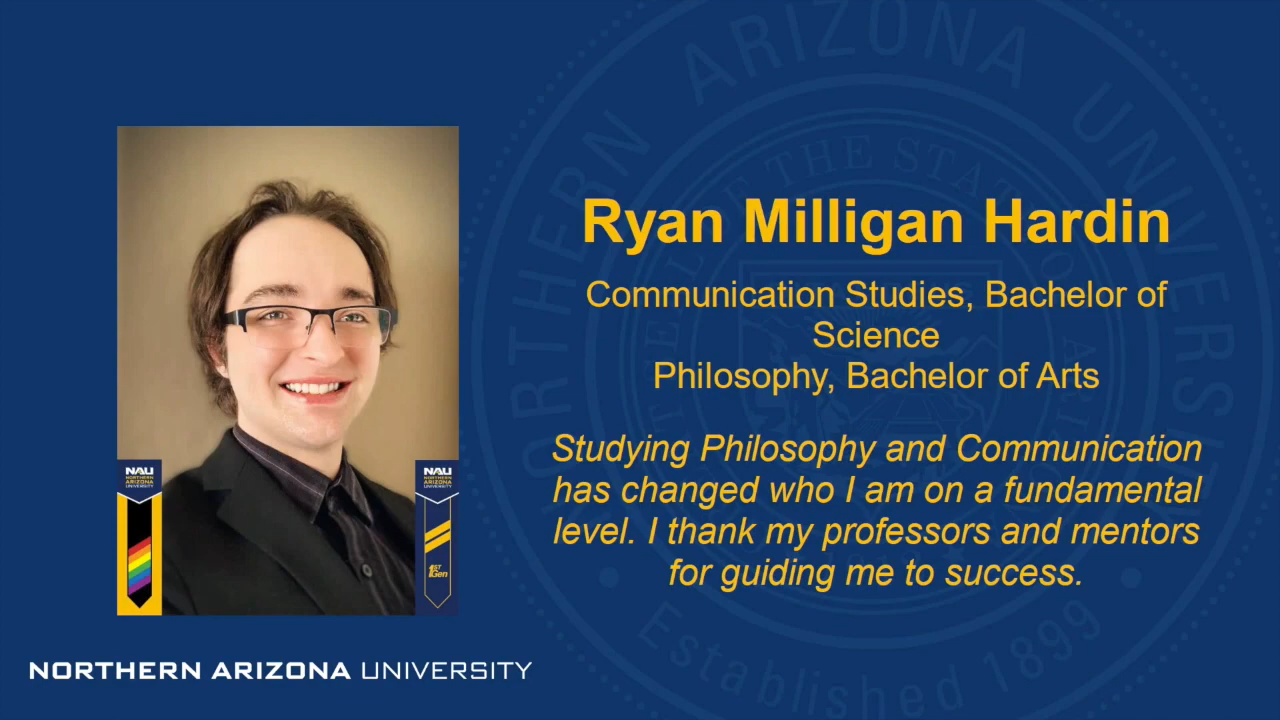 NORTHERN ARIZONA UNIVERSITY
Established 1899
Ryan Milligan Hardin
Communication Studies, Bachelor of
Science
Philosophy, Bachelor of Arts
Studying Philosophy and Communication
has changed who I am on a fundamental
level. I thank my professors and mentors
for guiding me to success.
NAU
NORTHERN
ARIZONA
UNIVERSITY
NAU
NORTHERN
ARIZONA
UNIVERSITY
1ST
Gen
NORTHERN ARIZONA UNIVERSITY